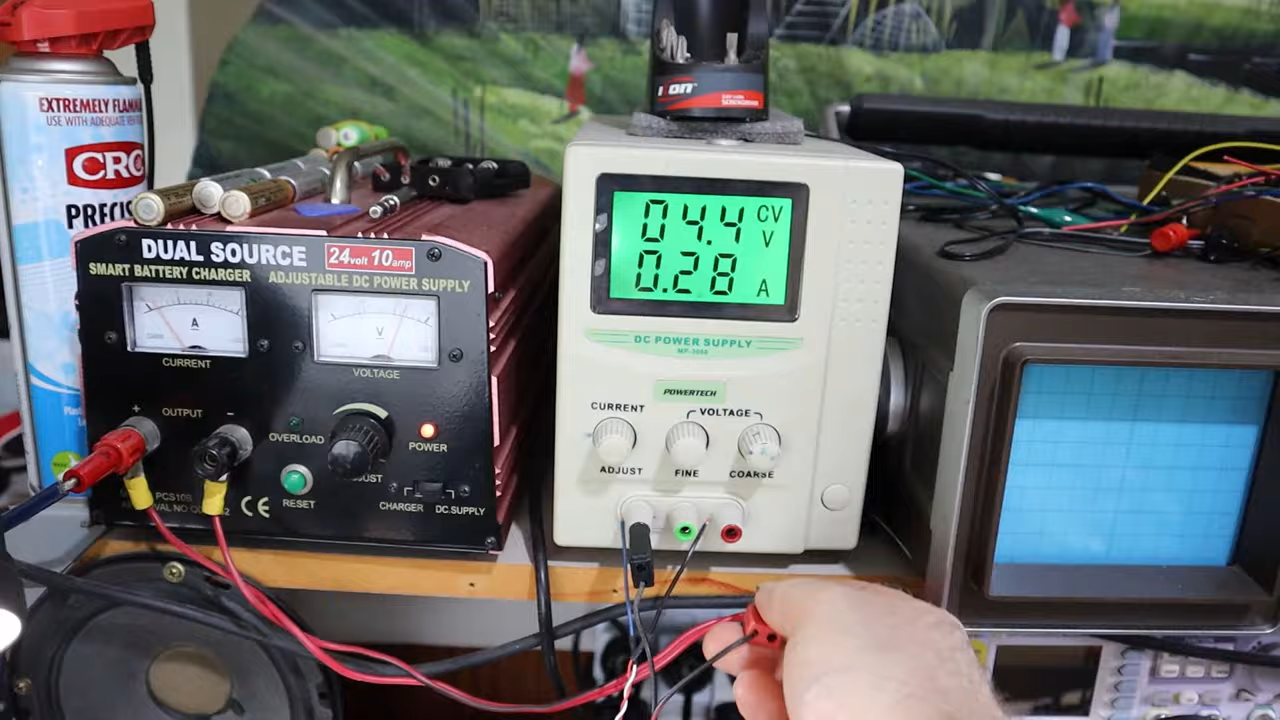 EXTREMELY FLAMM
USE WITH ADEQUATE
CRC
PRECIS
DUAL SOURCE
24volt 10amp
SMART BATTERY CHARGER
ADJUSTABLE DC POWER SUPPLY
A
V
CURRENT
VOLTAGE
+ OUTPUT -
OVERLOAD
POWER
RESET
CHARGER
DC.SUPPLY
CE
04.4 CV V
0.28 A
DC POWER SUPPLY
POWERTECH
CURRENT
VOLTAGE
ADJUST
FINE
COARSE